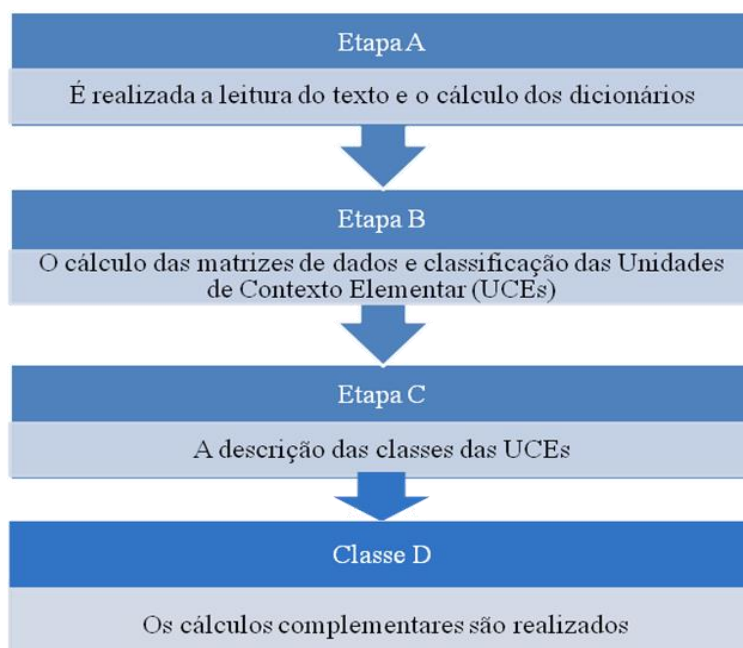 Etapa A
É realizada a leitura do texto e o cálculo dos dicionários
Etapa B
O cálculo das matrizes de dados e classificação das Unidades
de Contexto Elementar (UCEs)
Etapa C
A descrição das classes das UCEs
Classe D
Os cálculos complementares são realizados